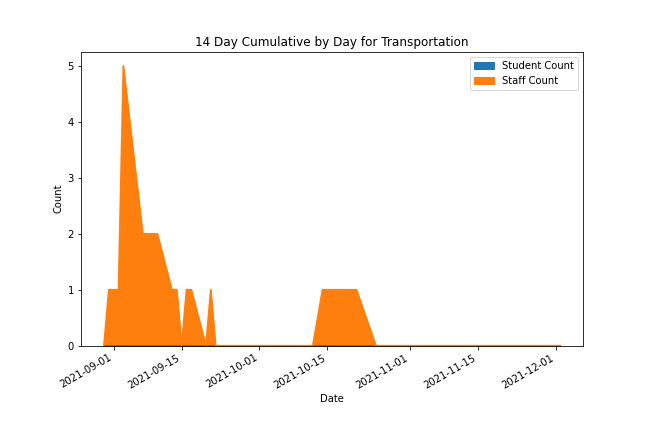 14 Day Cumulative by Day for Transportation
Student Count
Staff Count
5
4
3
2
1
0
Count
2021-09-01
2021-09-15
2021-10-01
2021-10-15
2021-11-01
2021-11-15
2021-12-01
Date